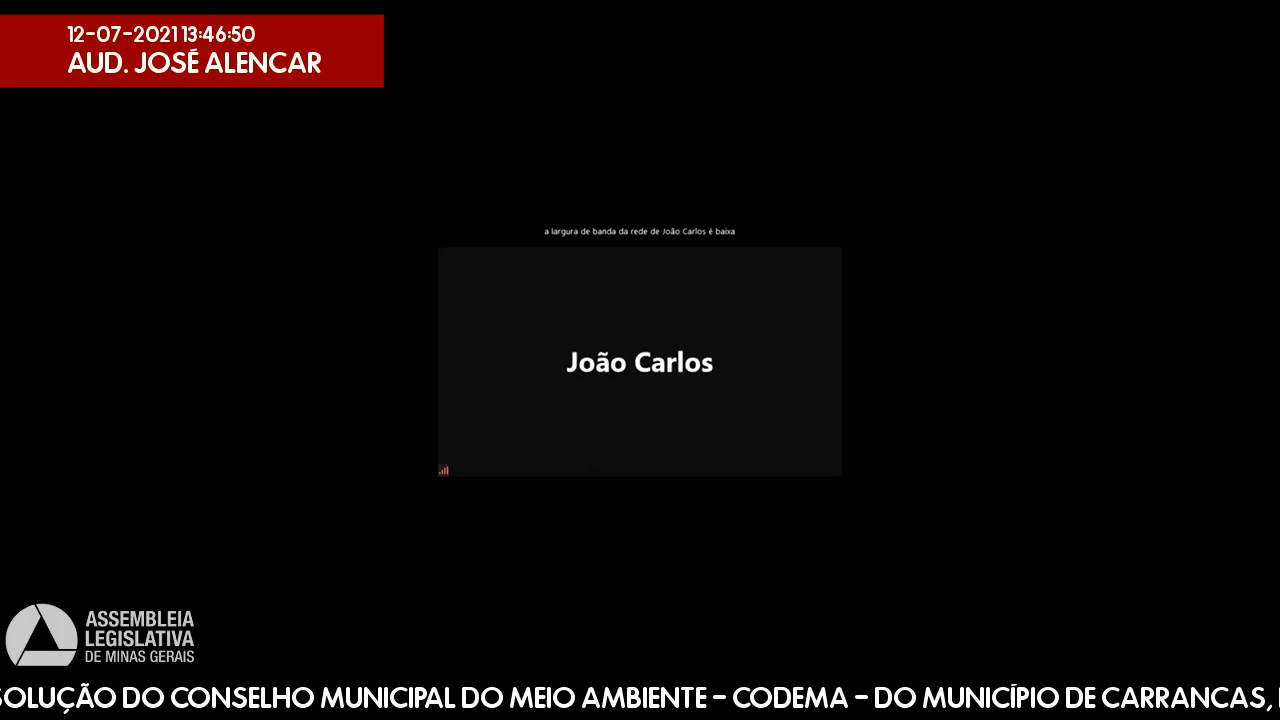 12-07-2021 13:46:50
AUD. JOSÉ ALENCAR
a largura de banda da rede de João Carlos é baixa
João Carlos
ASSEMBLEIA
LEGISLATIVA
DE MINAS GERAIS
SOLUÇÃO DO CONSELHO MUNICIPAL DO MEIO AMBIENTE - CODEMA - DO MUNICÍPIO DE CARRANCAS,